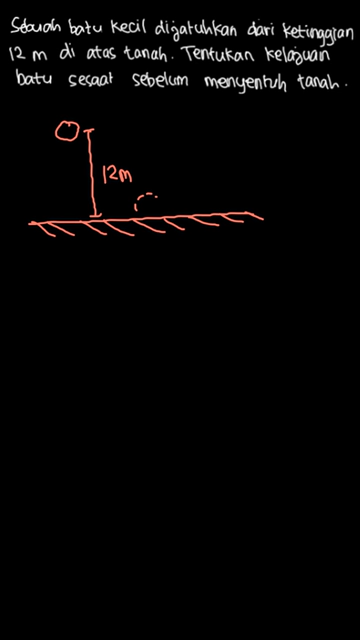 Sebuah batu kecil dijatuhkan dari ketinggian
12 m di atas tanah. Tentukan kelajuan
batu sesaat sebelum menyentuh tanah.
12m